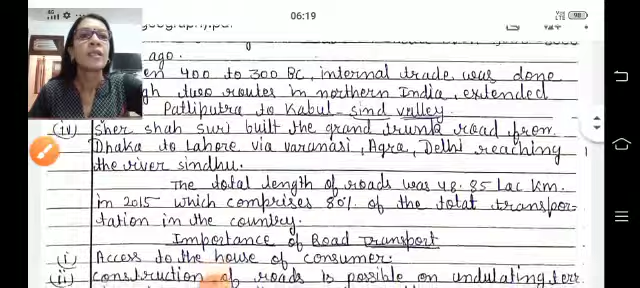 4G
06:19
98
geography).pdf
ago.
400 to 300 BC, internal trade was done
two routes in northern India, extended
Patliputra to Kabul-sind valley
(iv) Sher shah suri built the grand trunk road from
Dhaka to Lahore via varanasi, Agra, Delhi reaching
the river sindhu.
The total length of roads was 48.85 Lac Km.
in 2015 which comprises 80% of the total transpor-
tation in the country.
Importance of Road Transport
(i) Access to the house of consumer.
(ii) construction of roads is possible on undulating terr